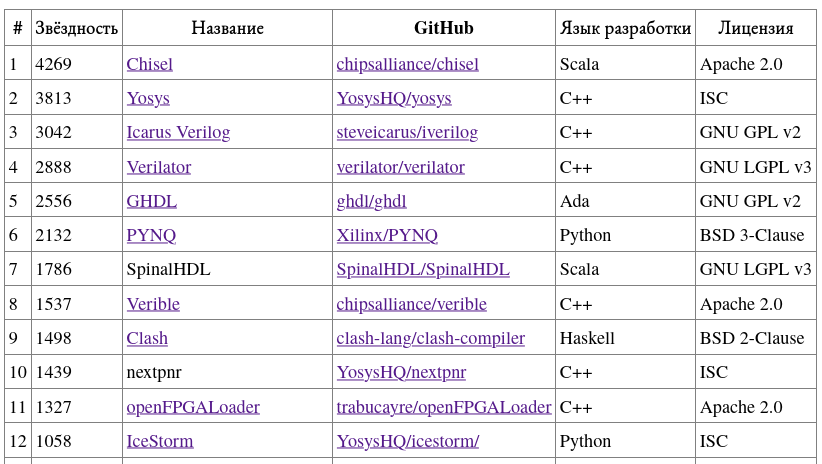 # Звёздность Название GitHub Язык разработки Лицензия
1 4269 Chisel chipsalliance/chisel Scala Apache 2.0
2 3813 Yosys YosysHQ/yosys C++ ISC
3 3042 Icarus Verilog steveicarus/iverilog C++ GNU GPL v2
4 2888 Verilator verilator/verilator C++ GNU LGPL v3
5 2556 GHDL ghdl/ghdl Ada GNU GPL v2
6 2132 PYNQ Xilinx/PYNQ Python BSD 3-Clause
7 1786 SpinalHDL SpinalHDL/SpinalHDL Scala GNU LGPL v3
8 1537 Verible chipsalliance/verible C++ Apache 2.0
9 1498 Clash clash-lang/clash-compiler Haskell BSD 2-Clause
10 1439 nextpnr YosysHQ/nextpnr C++ ISC
11 1327 openFPGALoader trabucayre/openFPGALoader C++ Apache 2.0
12 1058 IceStorm YosysHQ/icestorm/ Python ISC